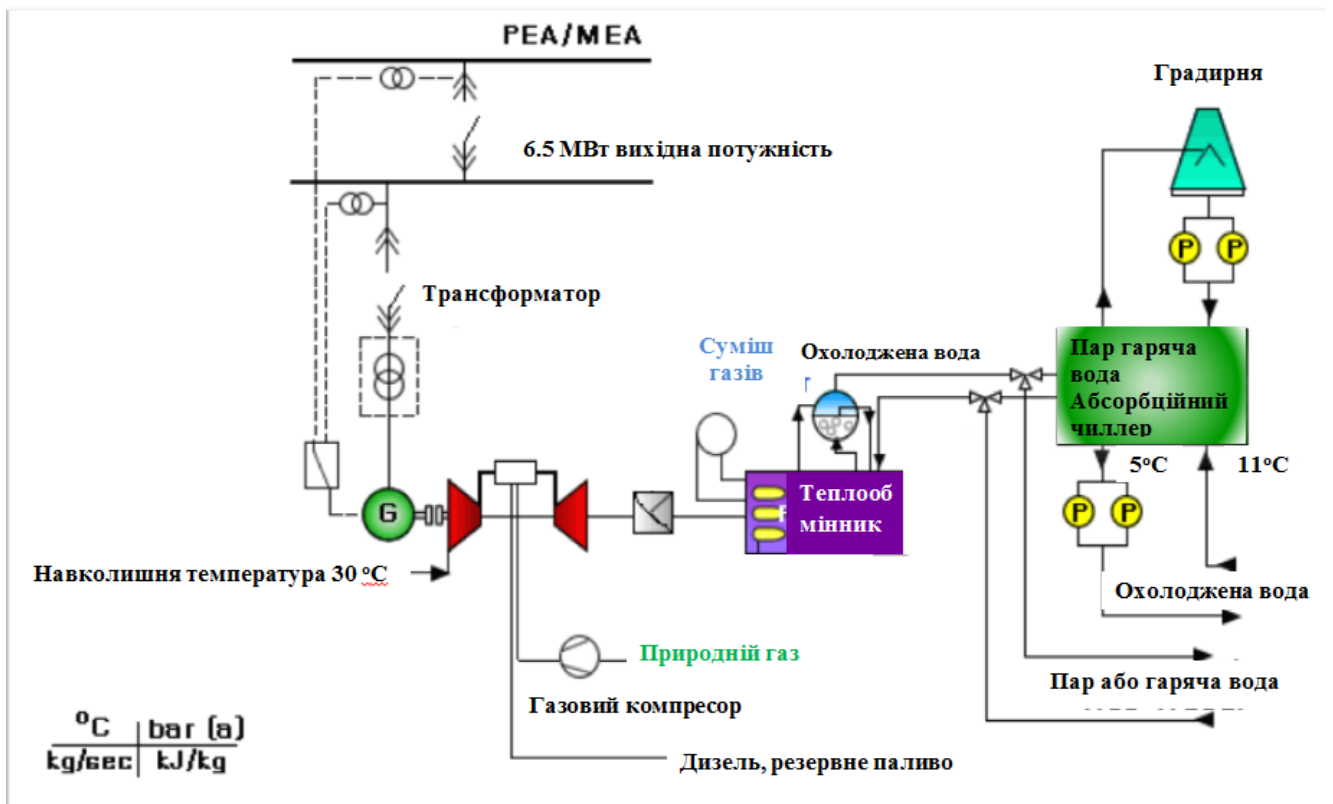 PEA/MEA
Градирня
6.5 МВт вихідна потужність
P P
Трансформатор
Суміш
газів
Охолоджена вода
Пар гаряча
вода
Абсорбційний
чиллер
5°C 11°C
G
Теплооб
мінник
P P
Навколишня температура 30 °C
Охолоджена вода
Природній газ
Пар або гаряча вода
Газовий компресор
°C bar (a)
kg/sec kJ/kg
Дизель, резервне паливо